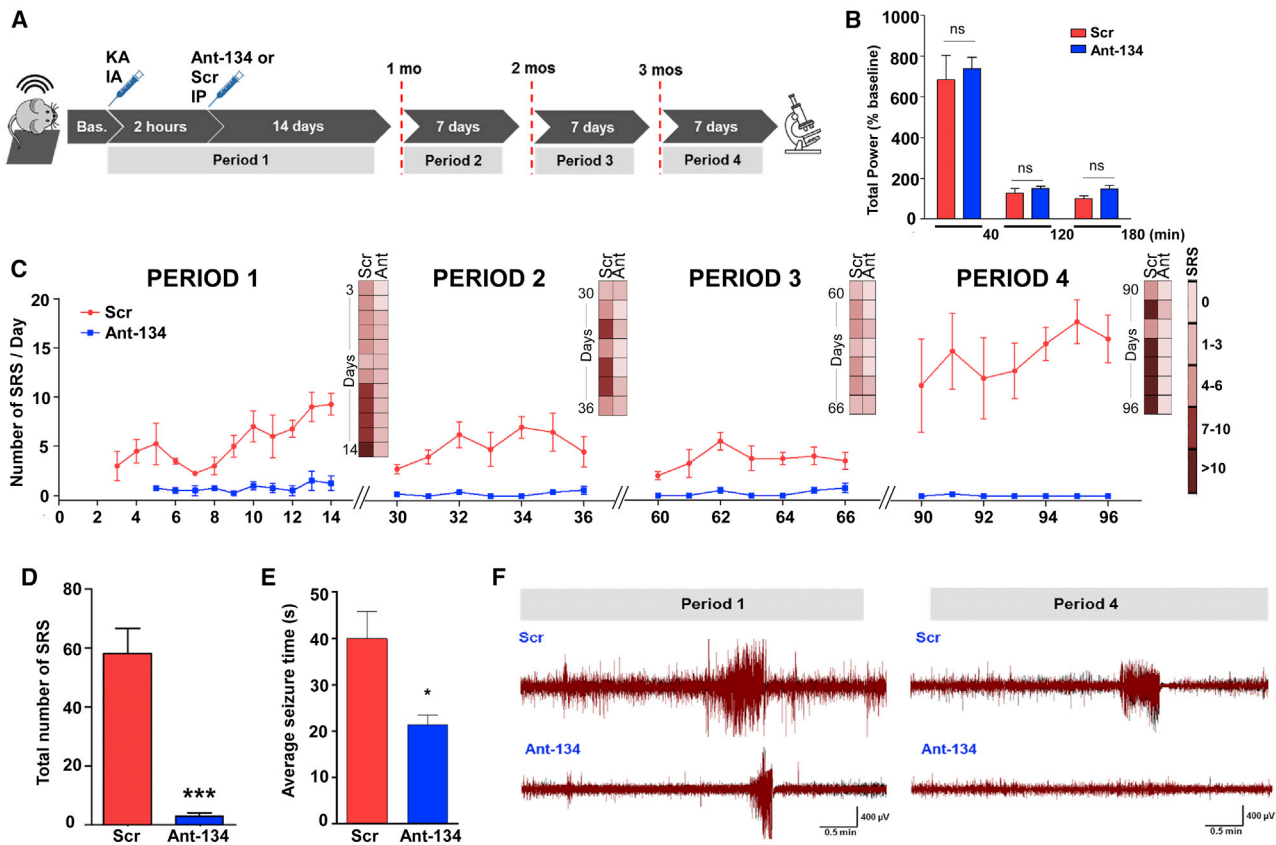 A
KA
IA
Ant-134 or
Scr
IP
1 mo
2 mos
3 mos
Bas.
2 hours
14 days
7 days
7 days
7 days
Period 1
Period 2
Period 3
Period 4
B
Total Power (% baseline)
1000
800
600
400
200
0
ns
ns
ns
Scr
Ant-134
40
120
180 (min)
C
PERIOD 1
PERIOD 2
PERIOD 3
PERIOD 4
Number of SRS / Day
20
15
10
5
0
Scr
Ant-134
Scr
Ant
3
Days
14
Scr
Ant
30
Days
36
Scr
Ant
60
Days
66
Scr
Ant
90
Days
96
SRS
0
1-3
4-6
7-10
>10
0 2 4 6 8 10 12 14
30 32 34 36
60 62 64 66
90 92 94 96
D
Total number of SRS
80
60
40
20
0
***
Scr Ant-134
E
Average seizure time (s)
50
40
30
20
10
0
*
Scr Ant-134
F
Period 1
Period 4
Scr
Scr
Ant-134
Ant-134
400 µV
0.5 min
400 µV
0.5 min